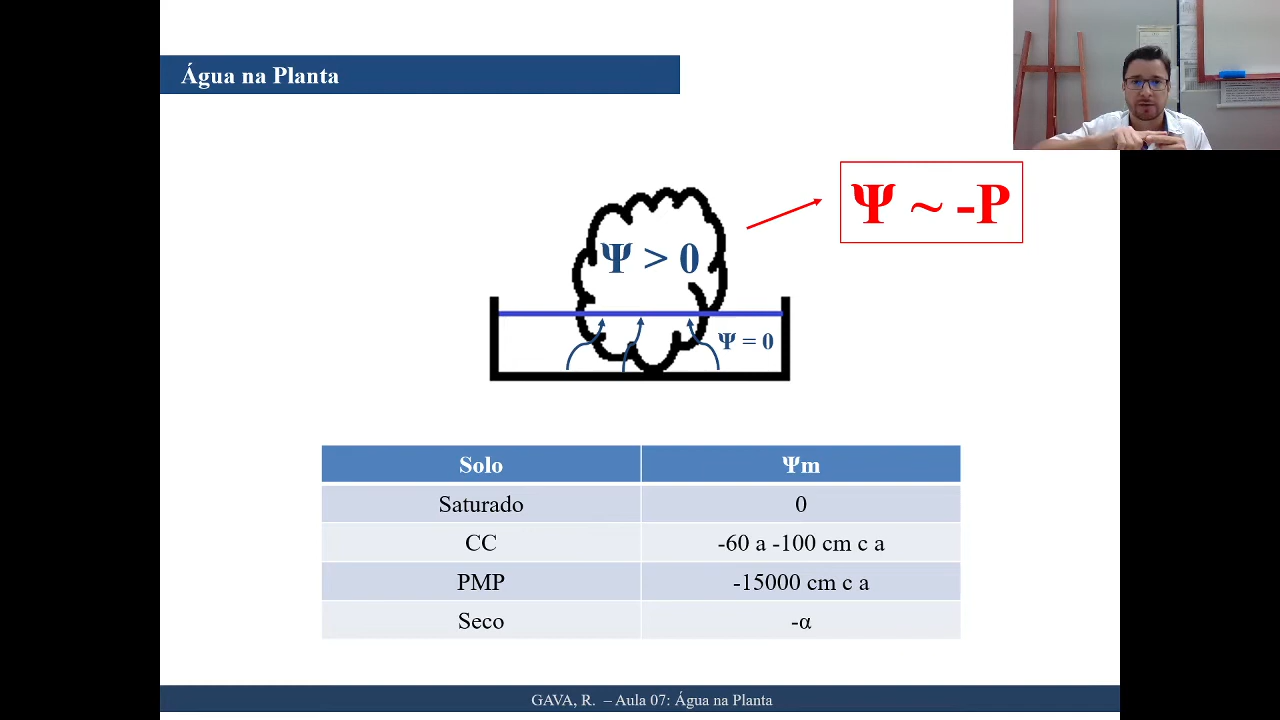 Água na Planta
Ψ ~ -P
Ψ > 0
Ψ = 0
Solo Ψm
Saturado 0
CC -60 a -100 cm c a
PMP -15000 cm c a
Seco -α
GAVA, R. – Aula 07: Água na Planta